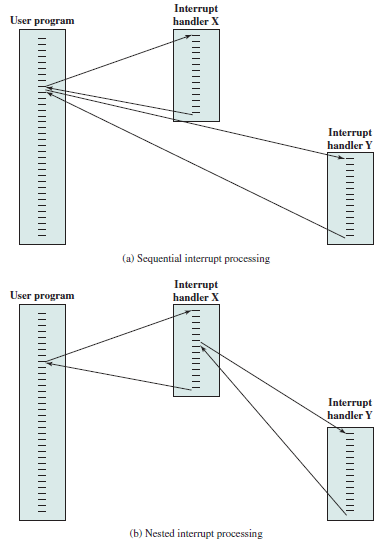 Interrupt
User program
handler X
Interrupt
handler Y
(a) Sequential interrupt processing
Interrupt
User program
handler X
Interrupt
handler Y
(b) Nested interrupt processing